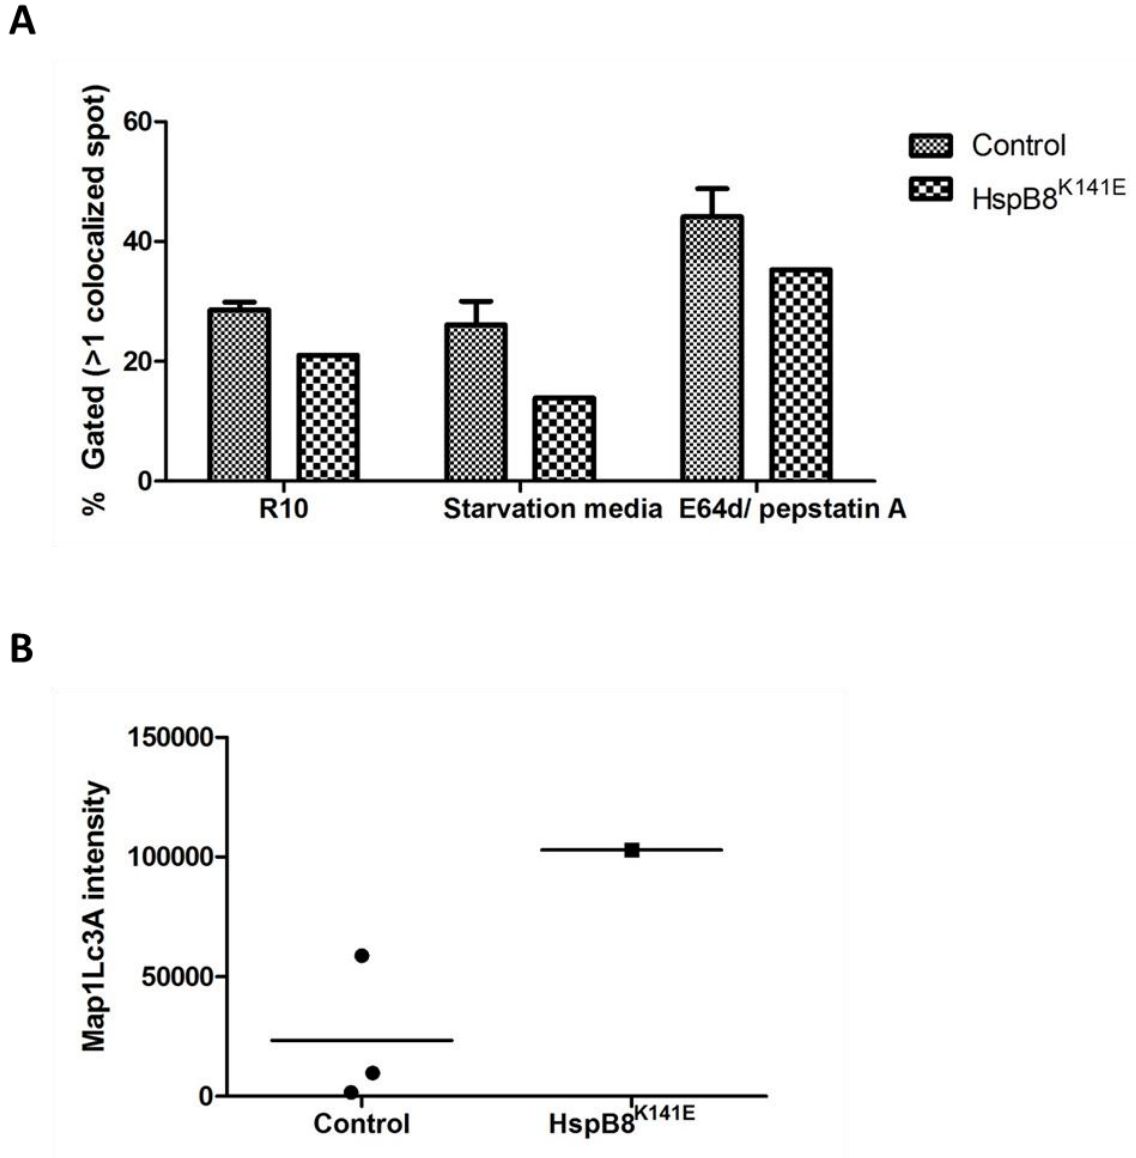 A
% Gated (>1 colocalized spot)
60
40
20
0
R10
Starvation media
E64d/ pepstatin A
Control
HspB8K141E
B
Map1Lc3A intensity
150000
100000
50000
0
Control
HspB8K141E